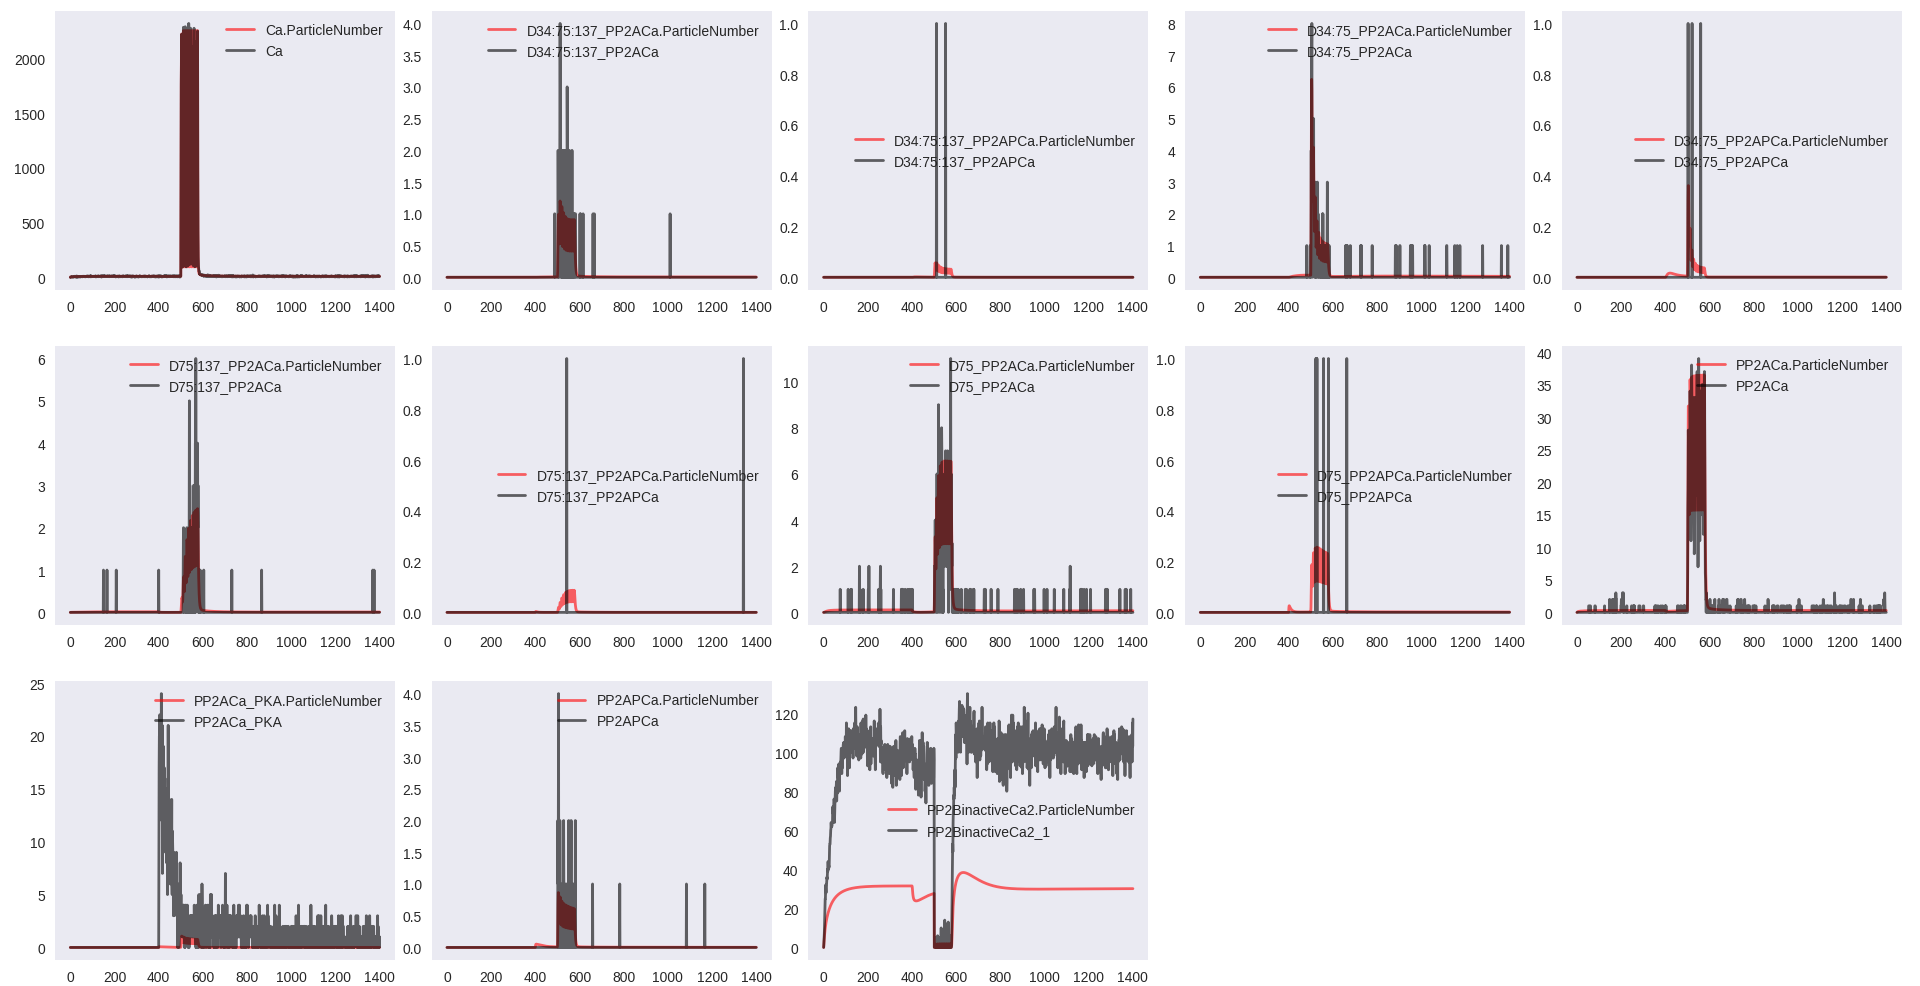 2000
1500
1000
500
0
0 200 400 600 800 1000 1200 1400
Ca.ParticleNumber
Ca
4.0
3.5
3.0
2.5
2.0
1.5
1.0
0.5
0.0
0 200 400 600 800 1000 1200 1400
D34:75:137_PP2ACa.ParticleNumber
D34:75:137_PP2ACa
1.0
0.8
0.6
0.4
0.2
0.0
0 200 400 600 800 1000 1200 1400
D34:75:137_PP2APCa.ParticleNumber
D34:75:137_PP2APCa
8
7
6
5
4
3
2
1
0
0 200 400 600 800 1000 1200 1400
D34:75_PP2ACa.ParticleNumber
D34:75_PP2ACa
1.0
0.8
0.6
0.4
0.2
0.0
0 200 400 600 800 1000 1200 1400
D34:75_PP2APCa.ParticleNumber
D34:75_PP2APCa
6
5
4
3
2
1
0
0 200 400 600 800 1000 1200 1400
D75:137_PP2ACa.ParticleNumber
D75:137_PP2ACa
1.0
0.8
0.6
0.4
0.2
0.0
0 200 400 600 800 1000 1200 1400
D75:137_PP2APCa.ParticleNumber
D75:137_PP2APCa
10
8
6
4
2
0
0 200 400 600 800 1000 1200 1400
D75_PP2ACa.ParticleNumber
D75_PP2ACa
1.0
0.8
0.6
0.4
0.2
0.0
0 200 400 600 800 1000 1200 1400
D75_PP2APCa.ParticleNumber
D75_PP2APCa
40
35
30
25
20
15
10
5
0
0 200 400 600 800 1000 1200 1400
PP2ACa.ParticleNumber
PP2ACa
25
20
15
10
5
0
0 200 400 600 800 1000 1200 1400
PP2ACa_PKA.ParticleNumber
PP2ACa_PKA
4.0
3.5
3.0
2.5
2.0
1.5
1.0
0.5
0.0
0 200 400 600 800 1000 1200 1400
PP2APCa.ParticleNumber
PP2APCa
120
100
80
60
40
20
0
0 200 400 600 800 1000 1200 1400
PP2BinactiveCa2.ParticleNumber
PP2BinactiveCa2_1